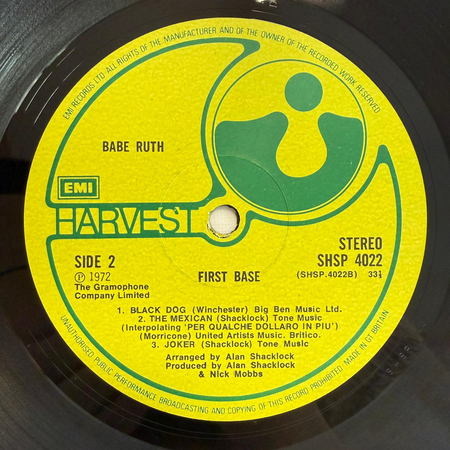 EMI RECORDS LTD ALL RIGHTS OF THE MANUFACTURER AND OF THE OWNER OF THE RECORDED WORK RESERVED
BABE RUTH
EMI
HARVEST
SIDE 2
℗ 1972
The Gramophone
Company Limited
FIRST BASE
STEREO
SHSP 4022
(SHSP.4022B) 33⅓
1. BLACK DOG (Winchester) Big Ben Music Ltd.
2. THE MEXICAN (Shacklock) Tone Music
(Interpolating 'PER QUALCHE DOLLARO IN PIU')
(Morricone) United Artists Music. Britico.
3. JOKER (Shacklock) Tone Music
Arranged by Alan Shacklock
Produced by Alan Shacklock
& Nick Mobbs
UNAUTHORISED PUBLIC PERFORMANCE BROADCASTING AND COPYING OF THIS RECORD PROHIBITED MADE IN GT BRITAIN